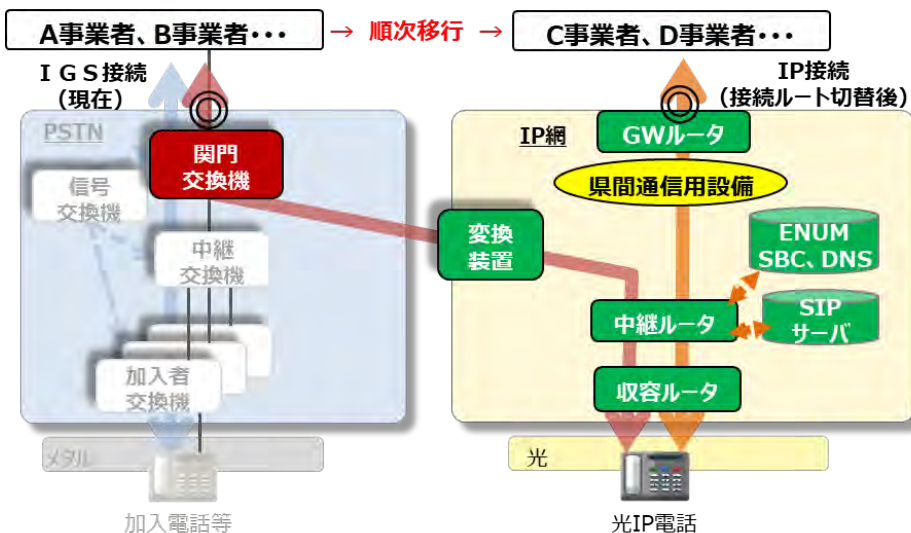 A事業者、B事業者・・・
→ 順次移行 →
C事業者、D事業者・・・
ＩＧＳ接続
（現在）
IP接続
（接続ルート切替後）
PSTN
関門
交換機
信号
交換機
中継
交換機
加入者
交換機
メタル
加入電話等
変換
装置
IP網
GWルータ
県間通信用設備
ENUM
SBC、DNS
中継ルータ
SIP
サーバ
収容ルータ
光
光IP電話